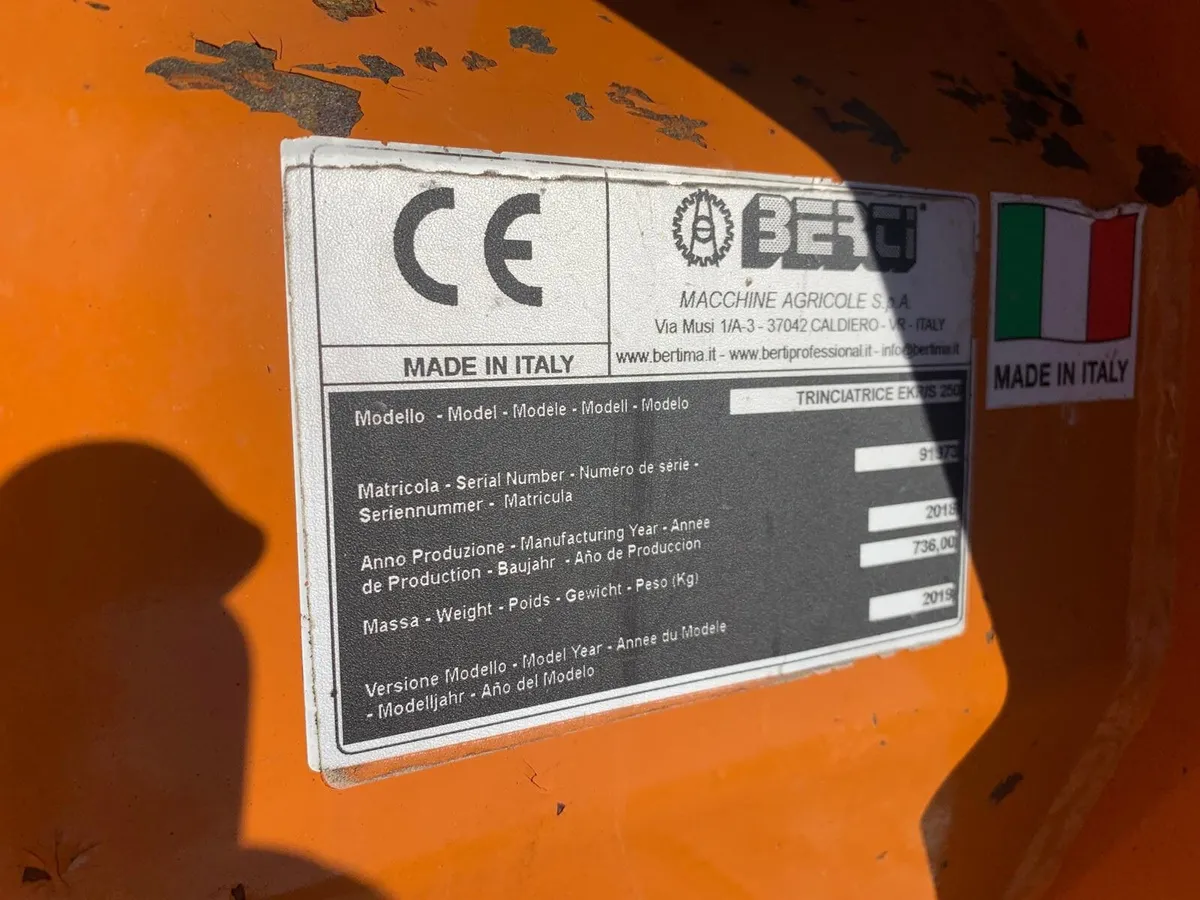 CE
BERTI®
MACCHINE AGRICOLE S.p.A.
Via Musi 1/A-3 - 37042 CALDIERO - VR - ITALY
MADE IN ITALY
www.bertima.it - www.bertiprofessional.it - info@bertima.it
Modello - Model - Modèle - Modell - Modelo
TRINCIATRICE EKR/S 250
Matricola - Serial Number - Numéro de série -
Seriennummer - Matricula
Anno Produzione - Manufacturing Year - Annee
de Production - Baujahr - Año de Produccion
2018
Massa - Weight - Poids - Gewicht - Peso (Kg)
736,00
Versione Modello - Model Year - Annee du Modele
- Modelljahr - Año del Modelo
2019
MADE IN ITALY